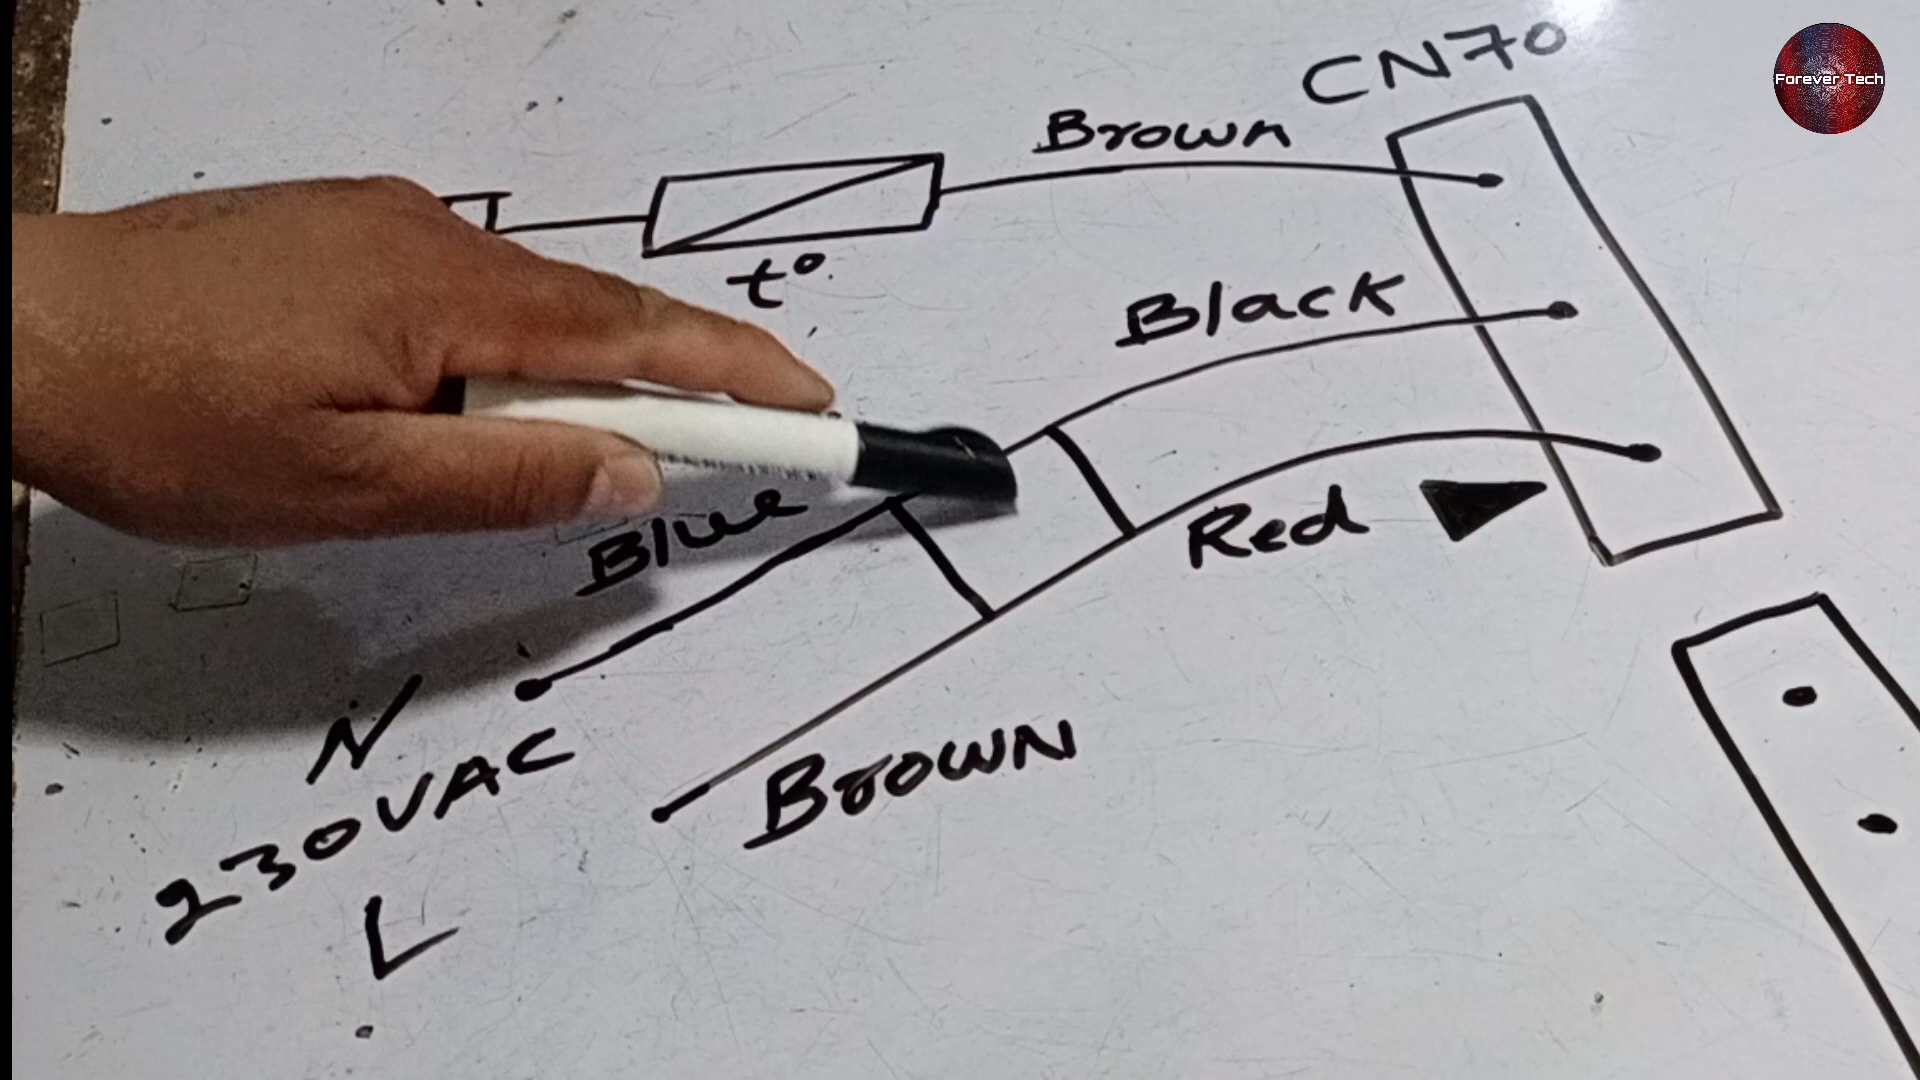 CN70
Forever Tech
Brown
t°
Black
Blue
Red
N
230VAC
BROWN
L